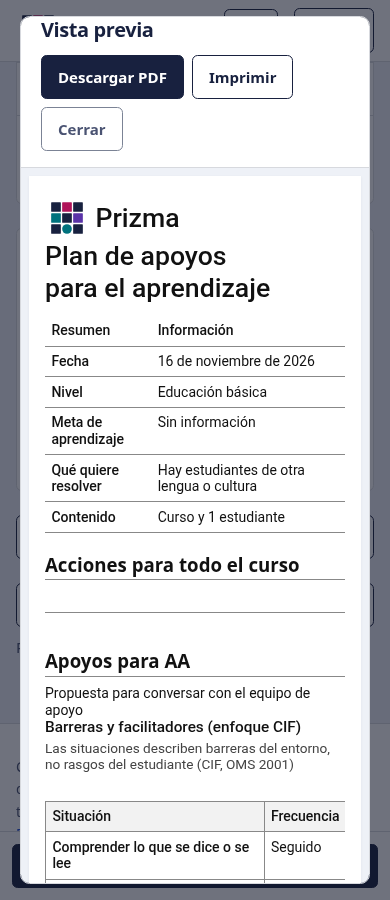 Vista previa
Descargar PDF
Imprimir
Cerrar
Prizma
Plan de apoyos
para el aprendizaje
Resumen Información
Fecha 16 de noviembre de 2026
Nivel Educación básica
Meta de aprendizaje Sin información
Qué quiere resolver Hay estudiantes de otra lengua o cultura
Contenido Curso y 1 estudiante
Acciones para todo el curso
Apoyos para AA
Propuesta para conversar con el equipo de
apoyo
Barreras y facilitadores (enfoque CIF)
Las situaciones describen barreras del entorno,
no rasgos del estudiante (CIF, OMS 2001)
Situación Frecuencia
Comprender lo que se dice o se lee Seguido